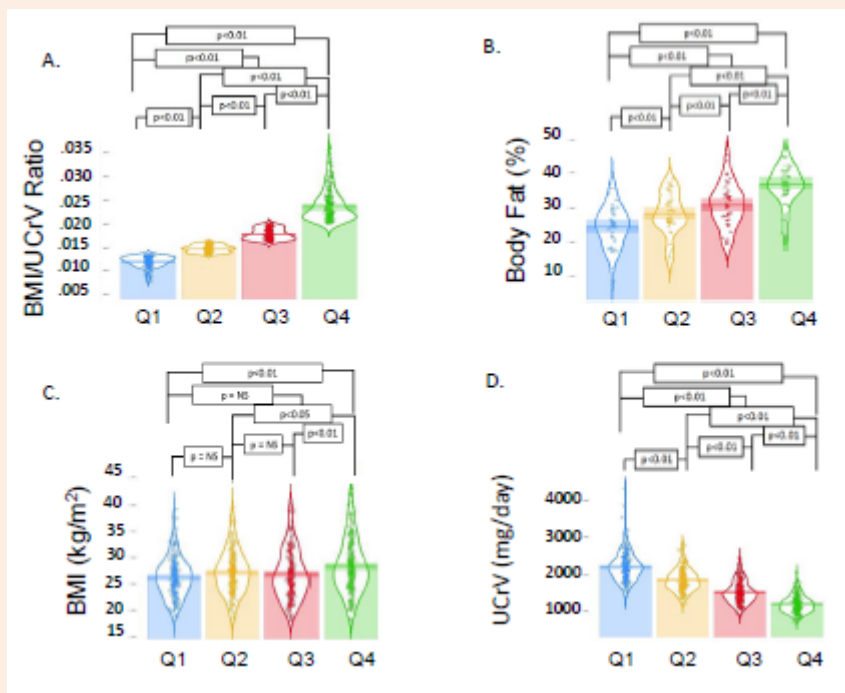 A.
p<0.01
p<0.01
p<0.01
p<0.01
p<0.01
p<0.01
BMI/UCrV Ratio
.035
.025
.020
.015
.010
.005
Q1 Q2 Q3 Q4
B.
p<0.01
p<0.01
p<0.01
p<0.01
p<0.01
p<0.01
Body Fat (%)
50
40
30
20
10
Q1 Q2 Q3 Q4
C.
p<0.01
p = NS
p<0.05
p<0.01
p = NS
p = NS
BMI (kg/m²)
45
40
35
30
25
20
15
Q1 Q2 Q3 Q4
D.
p<0.01
p<0.01
p<0.01
p<0.01
p<0.01
p<0.01
UCrV (mg/day)
4000
3000
2000
1000
Q1 Q2 Q3 Q4